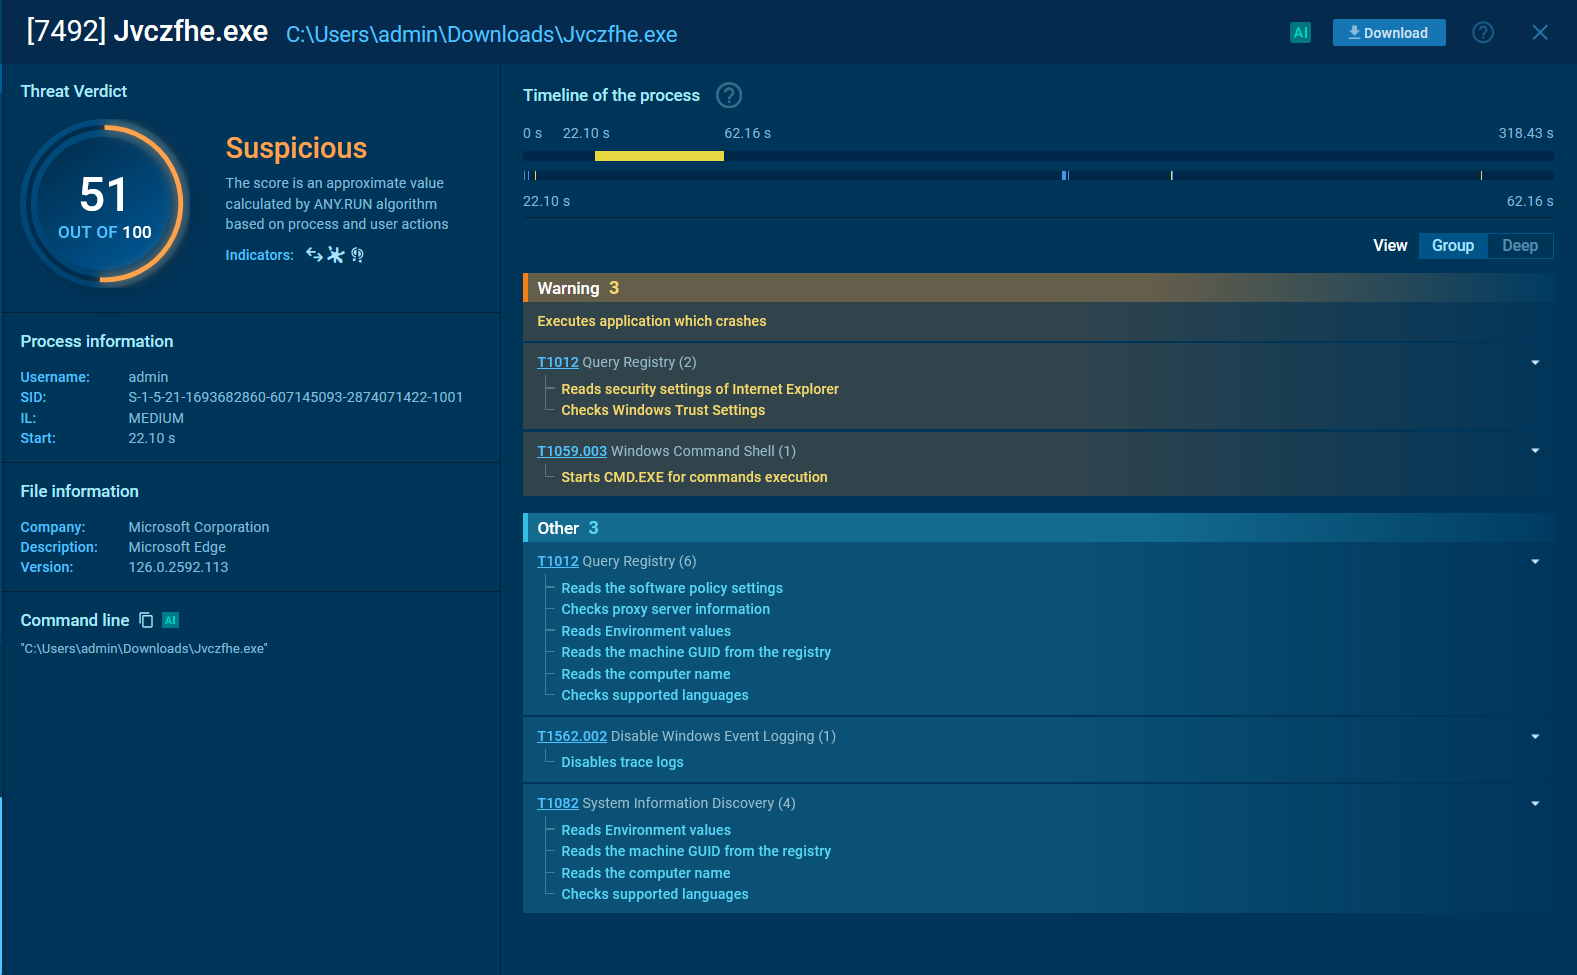 [7492] Jvczfhe.exe C:\Users\admin\Downloads\Jvczfhe.exe
AI
Download
?
Threat Verdict
51
OUT OF 100
Suspicious
The score is an approximate value
calculated by ANY.RUN algorithm
based on process and user actions
Indicators:
Process information
Username: admin
SID: S-1-5-21-1693682860-607145093-2874071422-1001
IL: MEDIUM
Start: 22.10 s
File information
Company: Microsoft Corporation
Description: Microsoft Edge
Version: 126.0.2592.113
Command line AI
"C:\Users\admin\Downloads\Jvczfhe.exe"
Timeline of the process ?
0 s 22.10 s 62.16 s 318.43 s
22.10 s 62.16 s
View Group Deep
Warning 3
Executes application which crashes
T1012 Query Registry (2)
Reads security settings of Internet Explorer
Checks Windows Trust Settings
T1059.003 Windows Command Shell (1)
Starts CMD.EXE for commands execution
Other 3
T1012 Query Registry (6)
Reads the software policy settings
Checks proxy server information
Reads Environment values
Reads the machine GUID from the registry
Reads the computer name
Checks supported languages
T1562.002 Disable Windows Event Logging (1)
Disables trace logs
T1082 System Information Discovery (4)
Reads Environment values
Reads the machine GUID from the registry
Reads the computer name
Checks supported languages